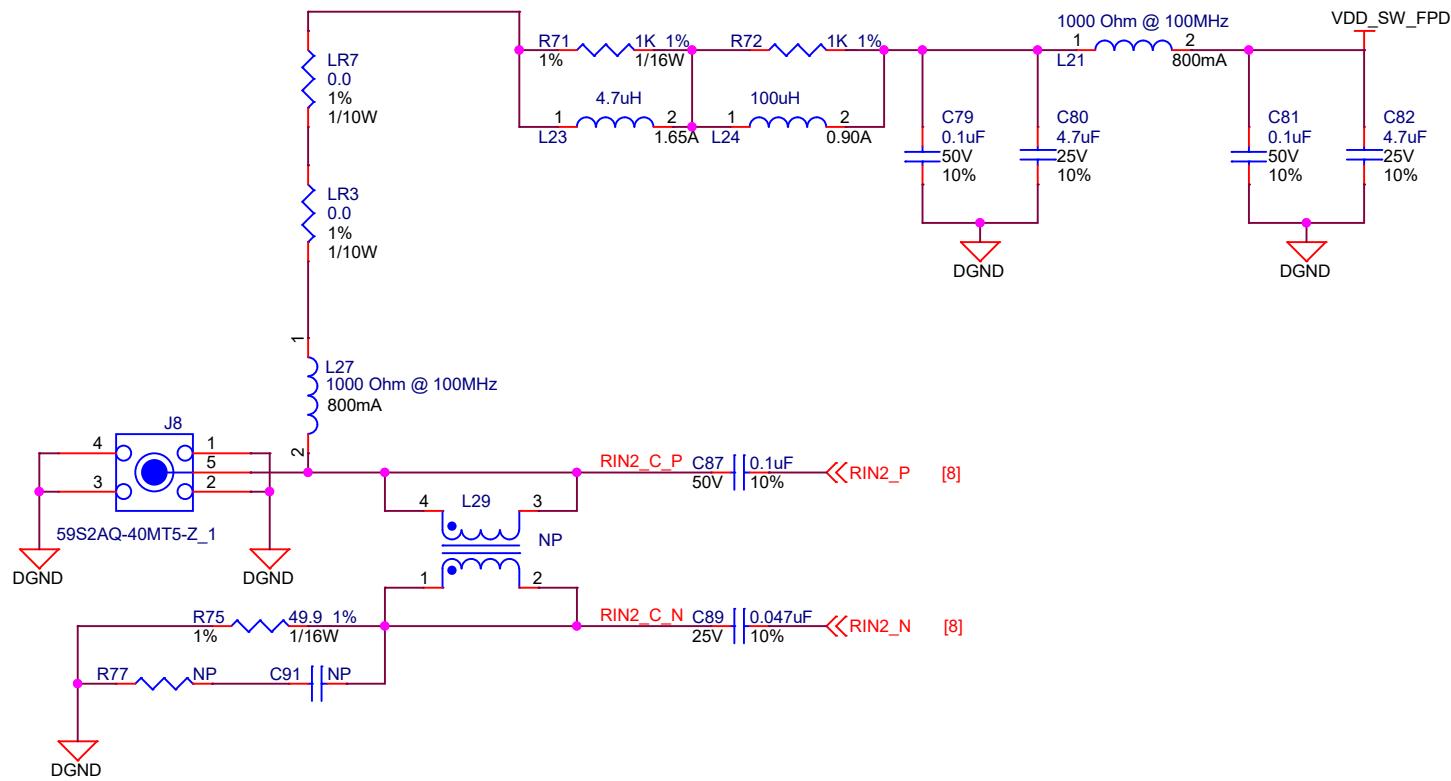 1000 Ohm @ 100MHz
VDD_SW_FPD
R71 1K 1% R72 1K 1% 1 2
1% 1/16W L21 800mA
LR7
0.0
1%
1/10W
4.7uH 100uH
1 2 1 2
L23 1.65A L24 0.90A
C79
0.1uF
50V
10%
C80
4.7uF
25V
10%
C81
0.1uF
50V
10%
C82
4.7uF
25V
10%
LR3
0.0
1%
1/10W
DGND DGND
1
L27
1000 Ohm @ 100MHz
800mA
2
J8
4 1
5
3 2
59S2AQ-40MT5-Z_1
DGND DGND
RIN2_C_P C87 0.1uF RIN2_P [8]
50V 10%
L29
4 3
NP
1 2
R75 49.9 1% RIN2_C_N C89 0.047uF RIN2_N [8]
1% 1/16W 25V 10%
R77 NP C91 NP
DGND